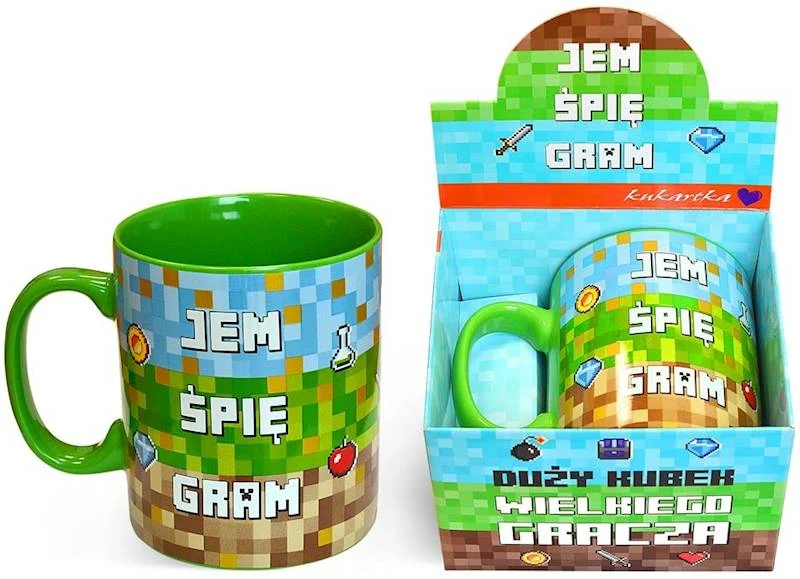 JEM
ŚPIĘ
GRAM
JEM
ŚPIĘ
GRAM
kukartka
JEM
ŚPIĘ
GRAM
DUŻY KUBEK
WIELKIEGO
GRACZA